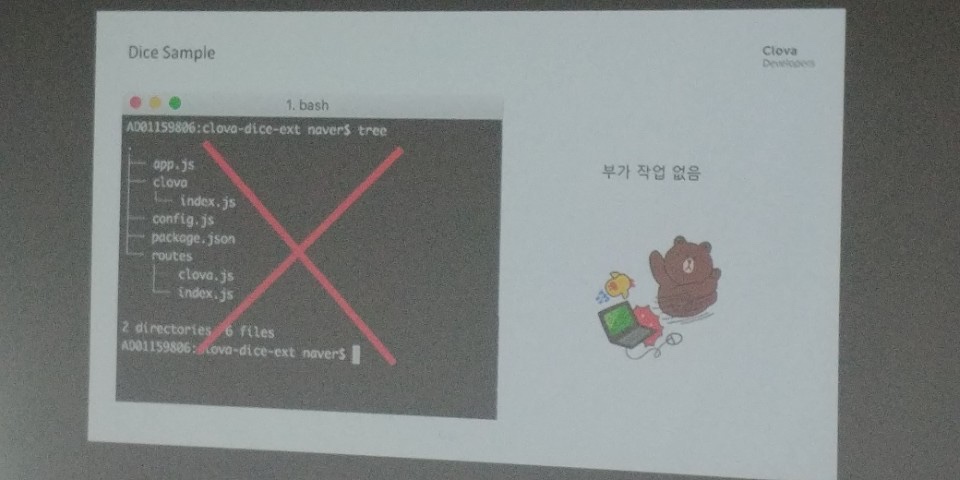 Dice Sample
Clova
Developers
1. bash
AD01159806:clova-dice-ext naver$ tree
.
├── app.js
├── clova
│   └── index.js
├── config.js
├── package.json
└── routes
    ├── clova.js
    └── index.js
2 directories, 6 files
AD01159806:clova-dice-ext naver$
부가 작업 없음